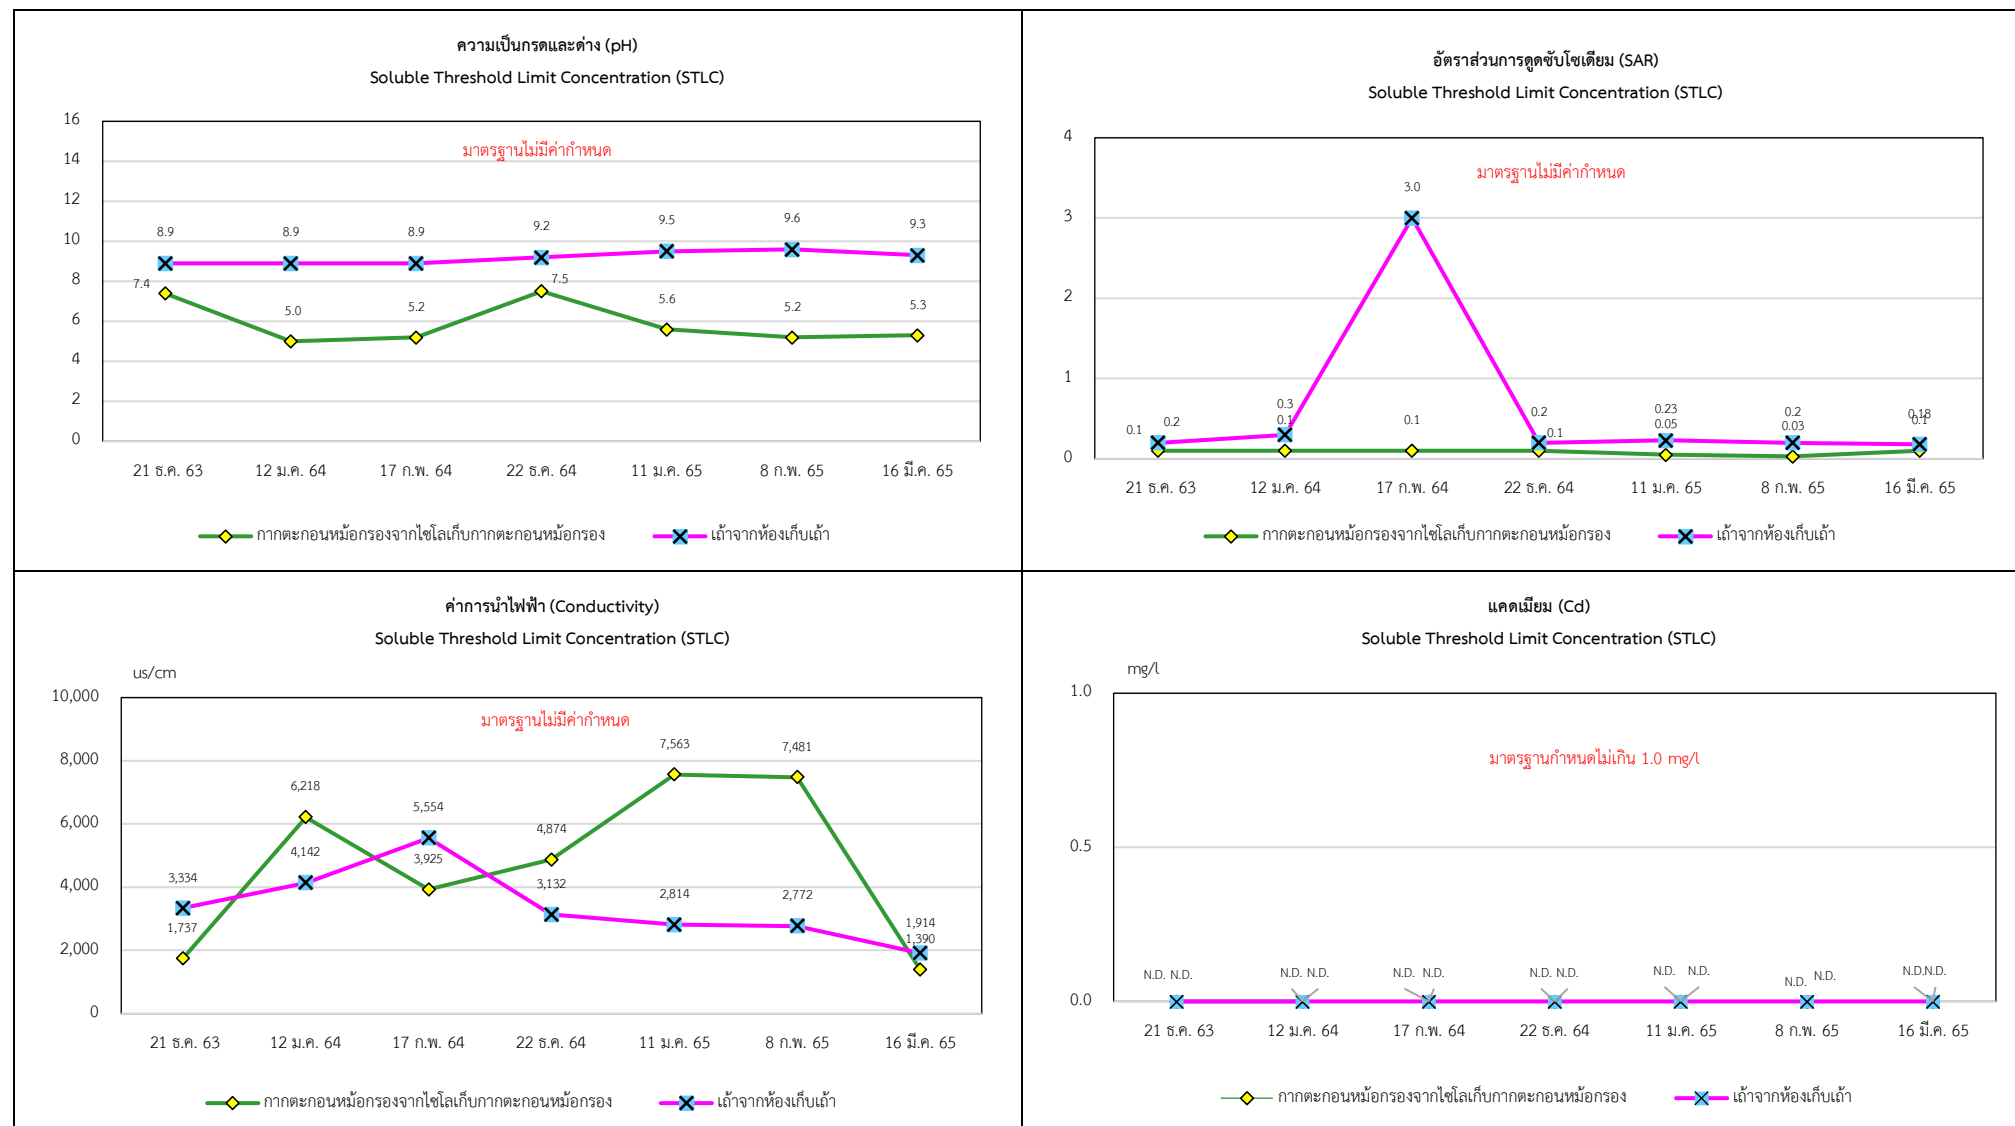 ความเป็นกรดและด่าง (pH)
Soluble Threshold Limit Concentration (STLC)
มาตรฐานไม่มีค่ากำหนด
16
14
12
10
8
6
4
2
0
8.9 8.9 8.9 9.2 9.5 9.6 9.3
7.4 5.0 5.2 7.5 5.6 5.2 5.3
21 ธ.ค. 63 12 ม.ค. 64 17 ก.พ. 64 22 ธ.ค. 64 11 ม.ค. 65 8 ก.พ. 65 16 มี.ค. 65
กากตะกอนหม้อกรองจากไซโลเก็บกากตะกอนหม้อกรอง เถ้าจากห้องเก็บเถ้า
อัตราส่วนการดูดซับโซเดียม (SAR)
Soluble Threshold Limit Concentration (STLC)
มาตรฐานไม่มีค่ากำหนด
4
3
2
1
0
0.2 0.3 3.0 0.2 0.23 0.2 0.18
0.1 0.1 0.1 0.1 0.05 0.03 0.1
21 ธ.ค. 63 12 ม.ค. 64 17 ก.พ. 64 22 ธ.ค. 64 11 ม.ค. 65 8 ก.พ. 65 16 มี.ค. 65
กากตะกอนหม้อกรองจากไซโลเก็บกากตะกอนหม้อกรอง เถ้าจากห้องเก็บเถ้า
ค่าการนำไฟฟ้า (Conductivity)
Soluble Threshold Limit Concentration (STLC)
us/cm
มาตรฐานไม่มีค่ากำหนด
10,000
8,000
6,000
4,000
2,000
0
1,737 6,218 3,925 4,874 7,563 7,481 1,390
3,334 4,142 5,554 3,132 2,814 2,772 1,914
21 ธ.ค. 63 12 ม.ค. 64 17 ก.พ. 64 22 ธ.ค. 64 11 ม.ค. 65 8 ก.พ. 65 16 มี.ค. 65
กากตะกอนหม้อกรองจากไซโลเก็บกากตะกอนหม้อกรอง เถ้าจากห้องเก็บเถ้า
แคดเมียม (Cd)
Soluble Threshold Limit Concentration (STLC)
mg/l
มาตรฐานกำหนดไม่เกิน 1.0 mg/l
1.0
0.5
0.0
N.D. N.D. N.D. N.D. N.D. N.D. N.D. N.D. N.D. N.D. N.D. N.D. N.D. N.D.
21 ธ.ค. 63 12 ม.ค. 64 17 ก.พ. 64 22 ธ.ค. 64 11 ม.ค. 65 8 ก.พ. 65 16 มี.ค. 65
กากตะกอนหม้อกรองจากไซโลเก็บกากตะกอนหม้อกรอง เถ้าจากห้องเก็บเถ้า